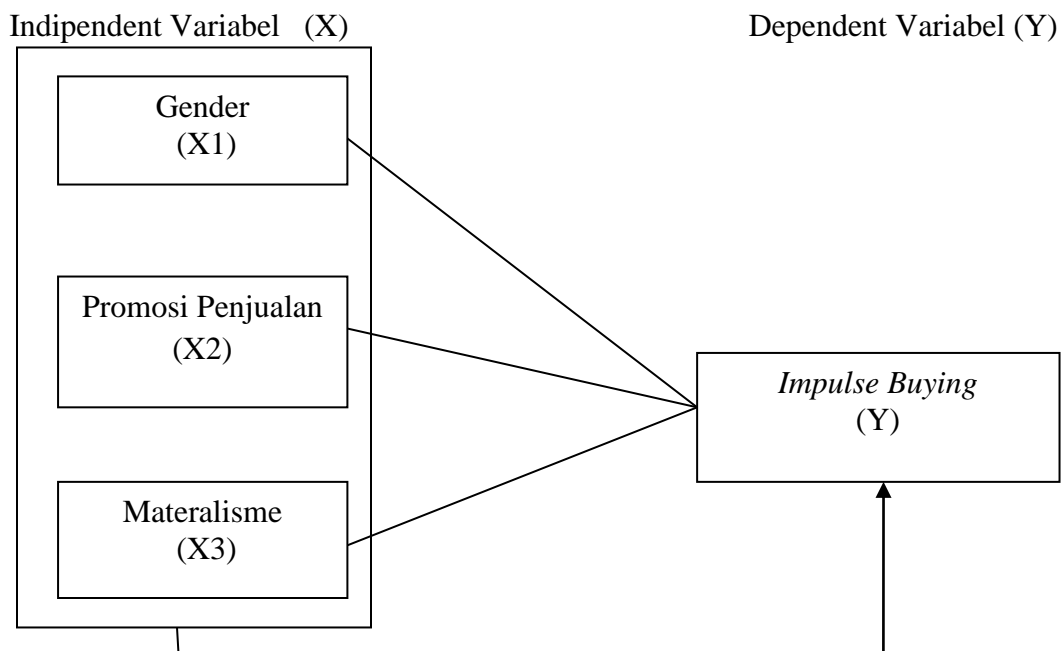 Indipendent Variabel (X)
Dependent Variabel (Y)
Gender
(X1)
Promosi Penjualan
(X2)
Impulse Buying
(Y)
Materalisme
(X3)